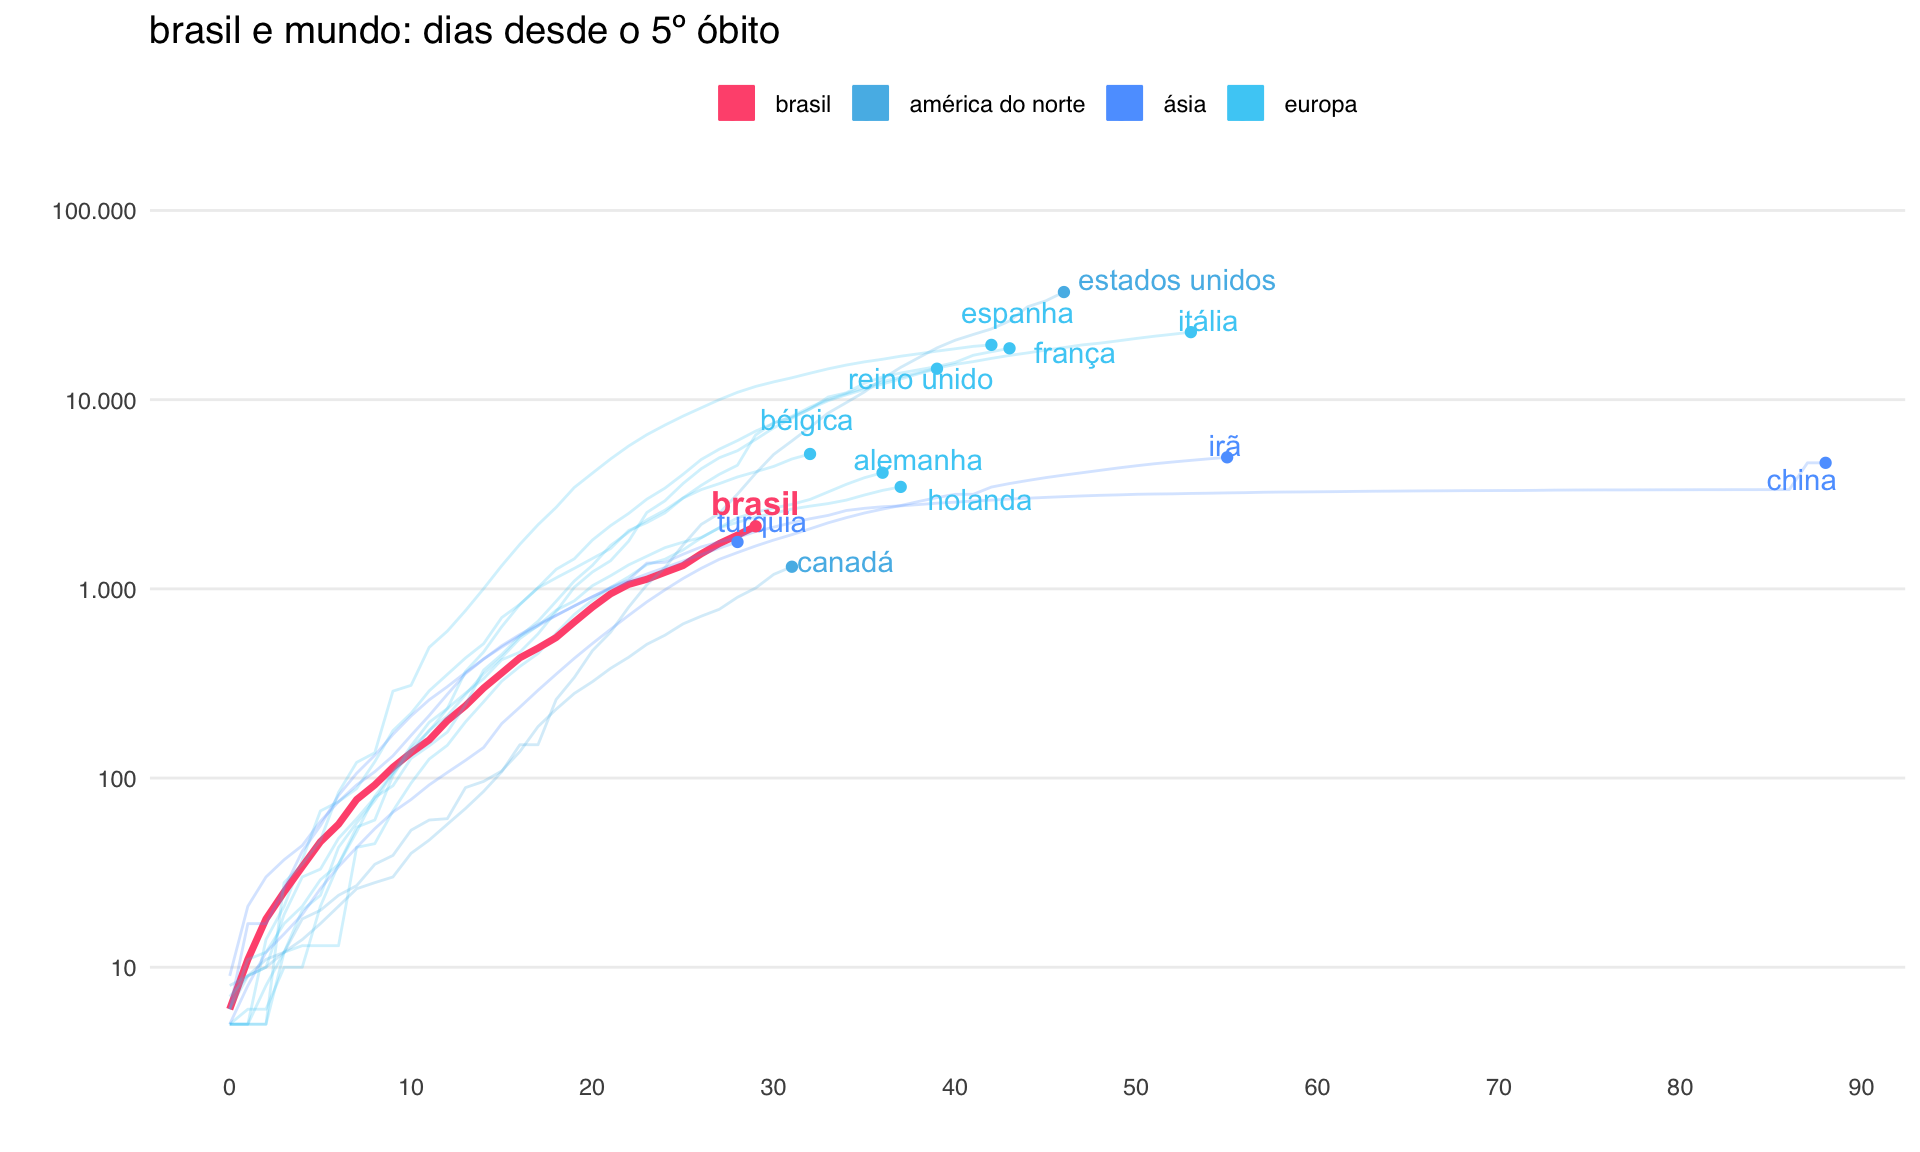 brasil e mundo: dias desde o 5º óbito
brasil
américa do norte
ásia
europa
100.000
10.000
1.000
100
10
estados unidos
espanha
itália
frança
reino unido
bélgica
irã
alemanha
china
holanda
brasil
turquia
canadá
0
10
20
30
40
50
60
70
80
90